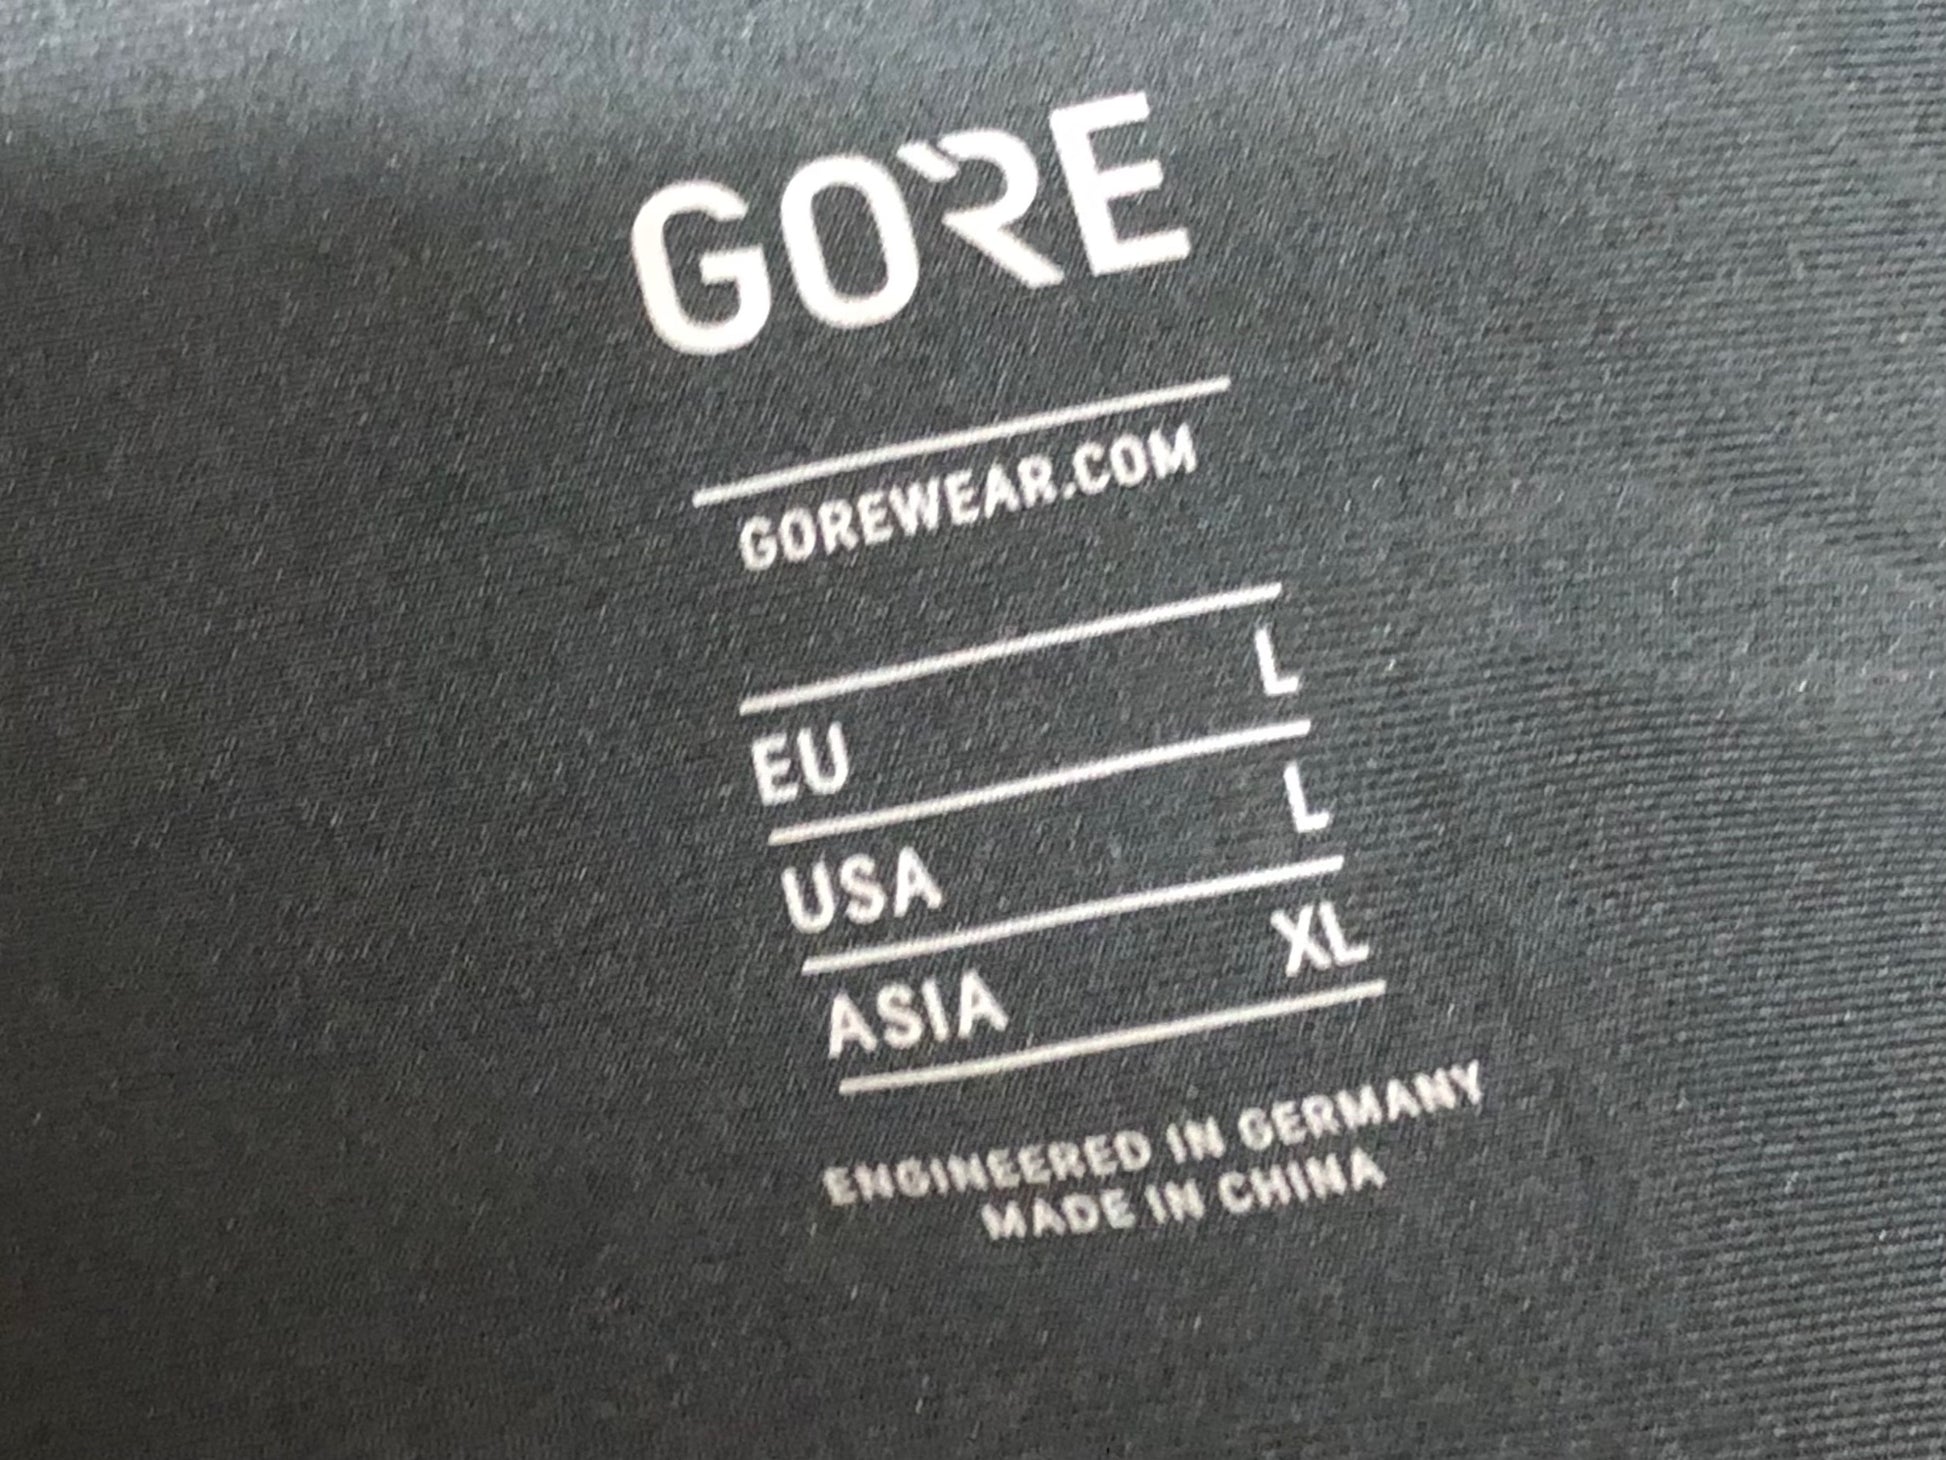 GORE
GOREWEAR.COM
EU L
USA L
ASIA XL
ENGINEERED IN GERMANY
MADE IN CHINA